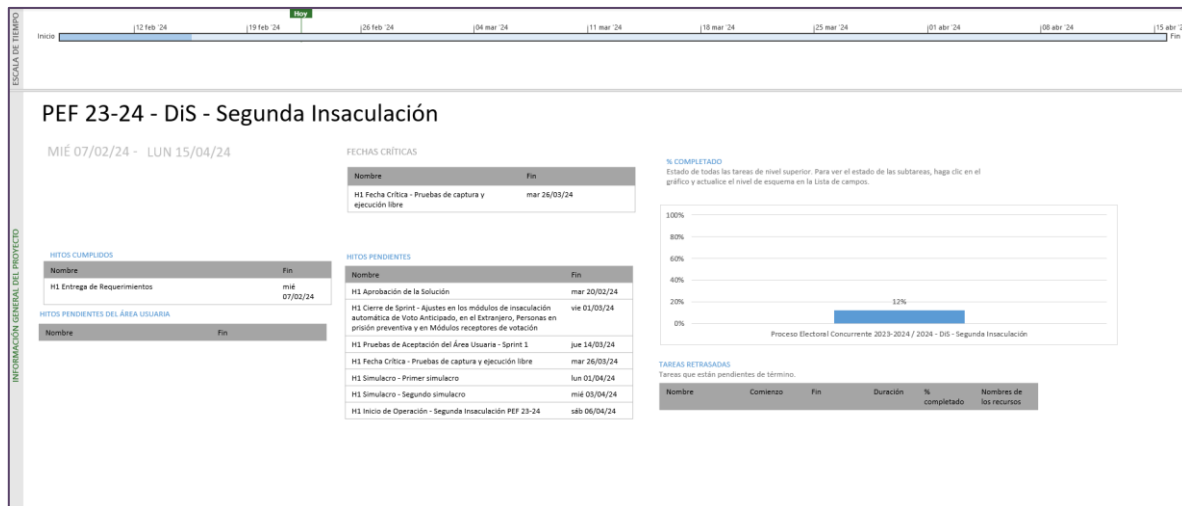 ESCALA DE TIEMPO
Hoy
12 feb '24
19 feb '24
26 feb '24
04 mar '24
11 mar '24
18 mar '24
25 mar '24
01 abr '24
08 abr '24
15 abr '2
Inicio
Fin
INFORMACIÓN GENERAL DEL PROYECTO
PEF 23-24 - DiS - Segunda Insaculación
MIÉ 07/02/24 - LUN 15/04/24
HITOS CUMPLIDOS
Nombre Fin
H1 Entrega de Requerimientos mié
07/02/24
HITOS PENDIENTES DEL ÁREA USUARIA
Nombre Fin
FECHAS CRÍTICAS
Nombre Fin
H1 Fecha Crítica - Pruebas de captura y mar 26/03/24
ejecución libre
HITOS PENDIENTES
Nombre Fin
H1 Aprobación de la Solución mar 20/02/24
H1 Cierre de Sprint - Ajustes en los módulos de insaculación vie 01/03/24
automática de Voto Anticipado, en el Extranjero, Personas en
prisión preventiva y en Módulos receptores de votación
H1 Pruebas de Aceptación del Área Usuaria - Sprint 1 jue 14/03/24
H1 Fecha Crítica - Pruebas de captura y ejecución libre mar 26/03/24
H1 Simulacro - Primer simulacro lun 01/04/24
H1 Simulacro - Segundo simulacro mié 03/04/24
H1 Inicio de Operación - Segunda Insaculación PEF 23-24 sáb 06/04/24
% COMPLETADO
Estado de todas las tareas de nivel superior. Para ver el estado de las subtareas, haga clic en el
gráfico y actualice el nivel de esquema en la Lista de campos.
100%
80%
60%
40%
20%
0%
12%
Proceso Electoral Concurrente 2023-2024 / 2024 - DiS - Segunda Insaculación
TAREAS RETRASADAS
Tareas que están pendientes de término.
Nombre Comienzo Fin Duración % Nombres de
completado los recursos